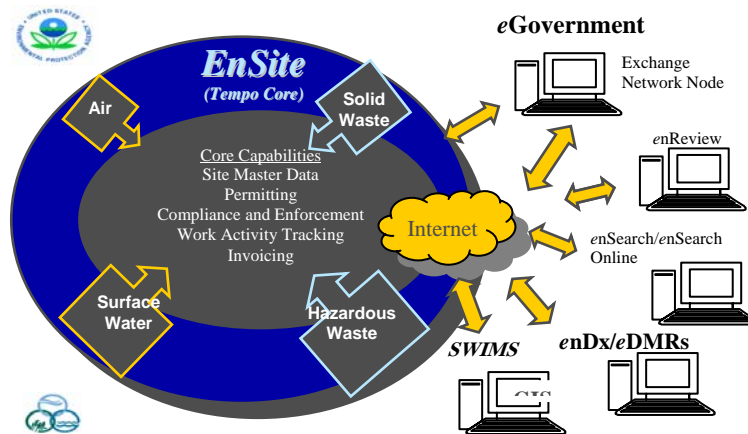 eGovernment
EnSite
(Tempo Core)
Exchange
Network Node
Air
Solid
Waste
Core Capabilities
Site Master Data
Permitting
Compliance and Enforcement
Work Activity Tracking
Invoicing
enReview
Internet
enSearch/enSearch
Online
Surface
Water
Hazardous
Waste
SWIMS
enDx/eDMRs